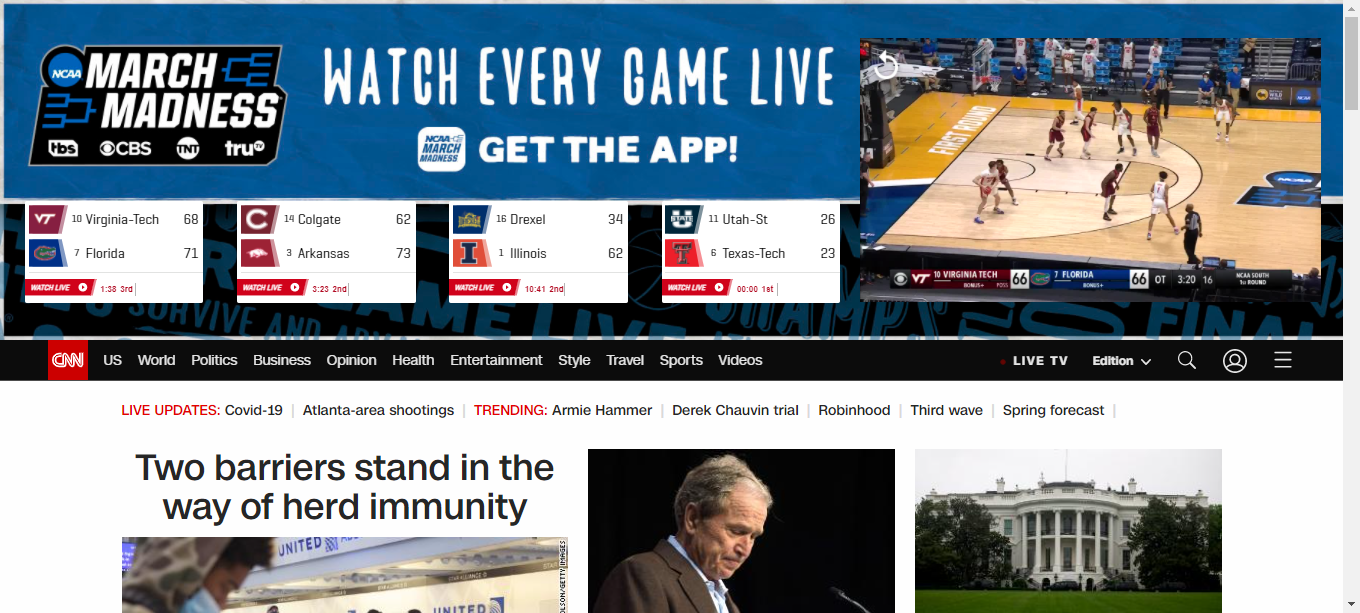 NCAA MARCH MADNESS
tbs CBS TNT truTV
WATCH EVERY GAME LIVE
NCAA MARCH MADNESS GET THE APP!
VT 10 Virginia-Tech 68
7 Florida 71
WATCH LIVE 1:38 3rd
C 14 Colgate 62
3 Arkansas 73
WATCH LIVE 3:23 2nd
16 Drexel 34
I 1 Illinois 62
WATCH LIVE 10:41 2nd
11 Utah-St 26
6 Texas-Tech 23
WATCH LIVE 00:00 1st
FIRST ROUND
NCAA
VT 10 VIRGINIA TECH 66 7 FLORIDA 66 OT 3:20 16 NCAA SOUTH
BONUS+ POSS BONUS+ 1st ROUND
SURVIVE AND
GAME LIVE
FINAL
CNN US World Politics Business Opinion Health Entertainment Style Travel Sports Videos LIVE TV Edition
LIVE UPDATES: Covid-19 | Atlanta-area shootings | TRENDING: Armie Hammer | Derek Chauvin trial | Robinhood | Third wave | Spring forecast |
Two barriers stand in the
way of herd immunity
UNITED
UNITED
OLSON/GETTY IMAGES